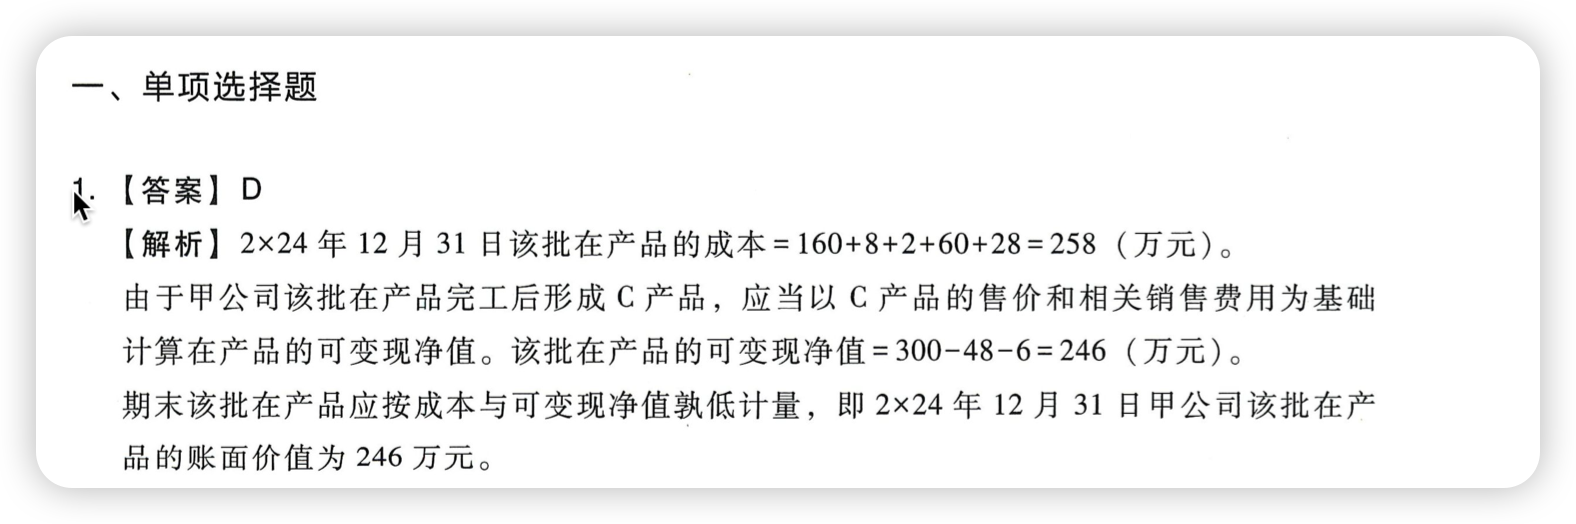 一、单项选择题
1.【答案】D
【解析】2×24 年 12 月 31 日该批在产品的成本=160+8+2+60+28=258（万元）。
由于甲公司该批在产品完工后形成 C 产品，应当以 C 产品的售价和相关销售费用为基础
计算在产品的可变现净值。该批在产品的可变现净值=300-48-6=246（万元）。
期末该批在产品应按成本与可变现净值孰低计量，即 2×24 年 12 月 31 日甲公司该批在产
品的账面价值为 246 万元。